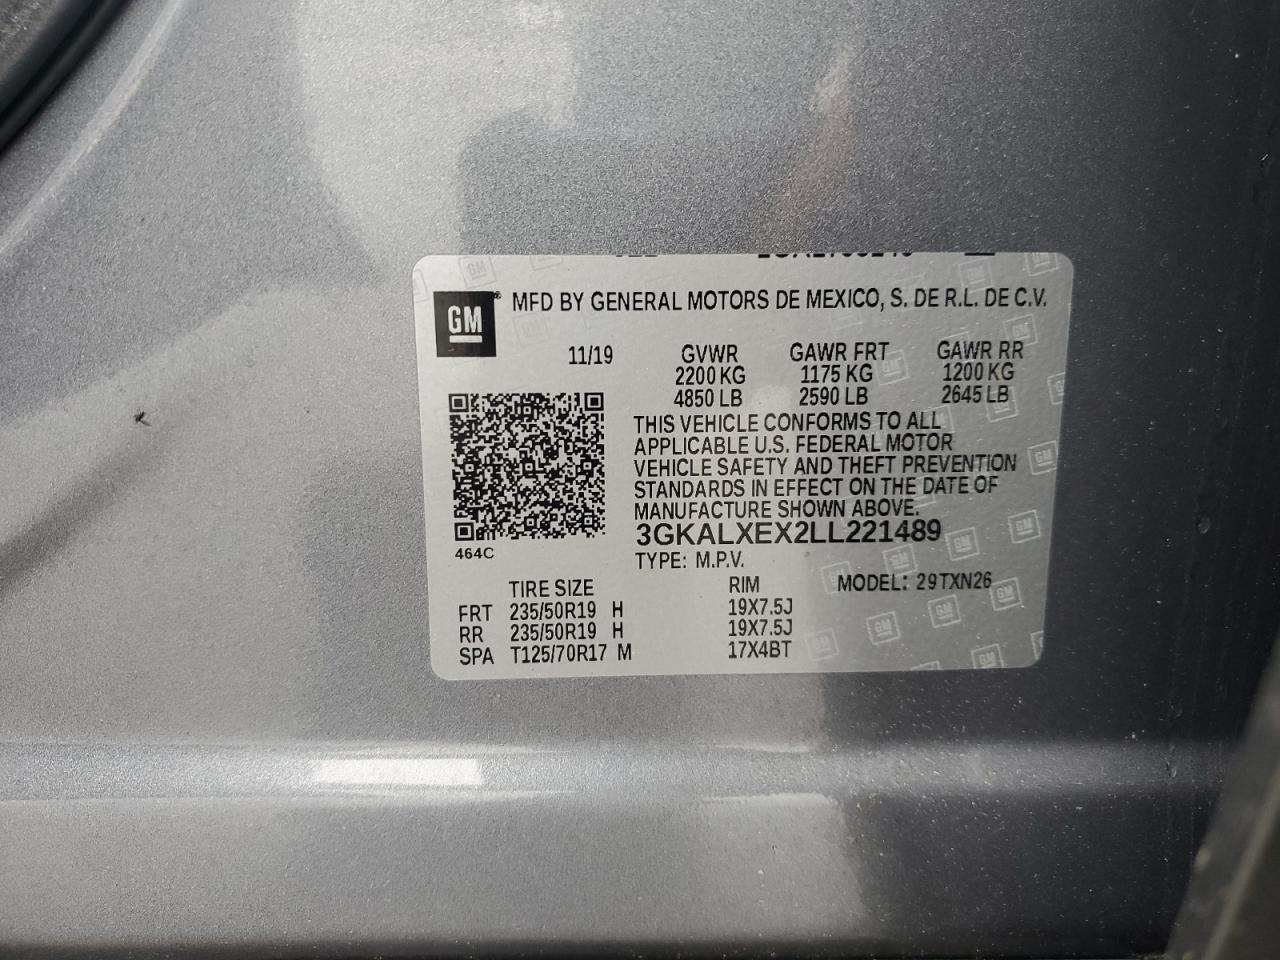 GM ® MFD BY GENERAL MOTORS DE MEXICO, S. DE R.L. DE C.V.
11/19 GVWR GAWR FRT GAWR RR
2200 KG 1175 KG 1200 KG
4850 LB 2590 LB 2645 LB
THIS VEHICLE CONFORMS TO ALL
APPLICABLE U.S. FEDERAL MOTOR
VEHICLE SAFETY AND THEFT PREVENTION
STANDARDS IN EFFECT ON THE DATE OF
MANUFACTURE SHOWN ABOVE.
3GKALXEX2LL221489
464C
TYPE: M.P.V.
TIRE SIZE RIM MODEL: 29TXN26
FRT 235/50R19 H 19X7.5J
RR 235/50R19 H 19X7.5J
SPA T125/70R17 M 17X4BT